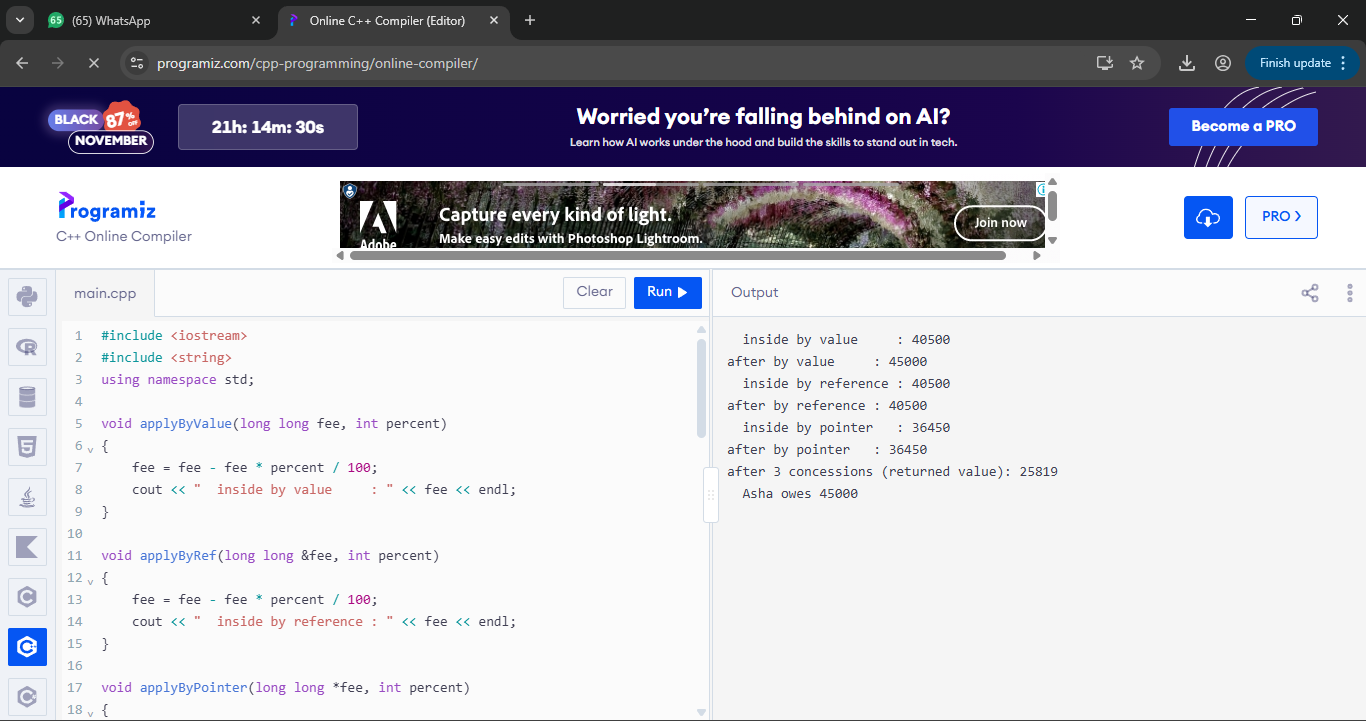 (65) WhatsApp
Online C++ Compiler (Editor)
programiz.com/cpp-programming/online-compiler/
Finish update
BLACK 87% OFF
NOVEMBER
21h: 14m: 30s
Worried you're falling behind on AI?
Learn how AI works under the hood and build the skills to stand out in tech.
Become a PRO
Programiz
C++ Online Compiler
Adobe
Capture every kind of light.
Make easy edits with Photoshop Lightroom.
Join now
PRO >
main.cpp
Clear
Run
Output
1 #include <iostream>
2 #include <string>
3 using namespace std;
4
5 void applyByValue(long long fee, int percent)
6 {
7     fee = fee - fee * percent / 100;
8     cout << "  inside by value     : " << fee << endl;
9 }
10
11 void applyByRef(long long &fee, int percent)
12 {
13     fee = fee - fee * percent / 100;
14     cout << "  inside by reference : " << fee << endl;
15 }
16
17 void applyByPointer(long long *fee, int percent)
18 {
  inside by value     : 40500
after by value     : 45000
  inside by reference : 40500
after by reference : 40500
  inside by pointer   : 36450
after by pointer   : 36450
after 3 concessions (returned value): 25819
  Asha owes 45000